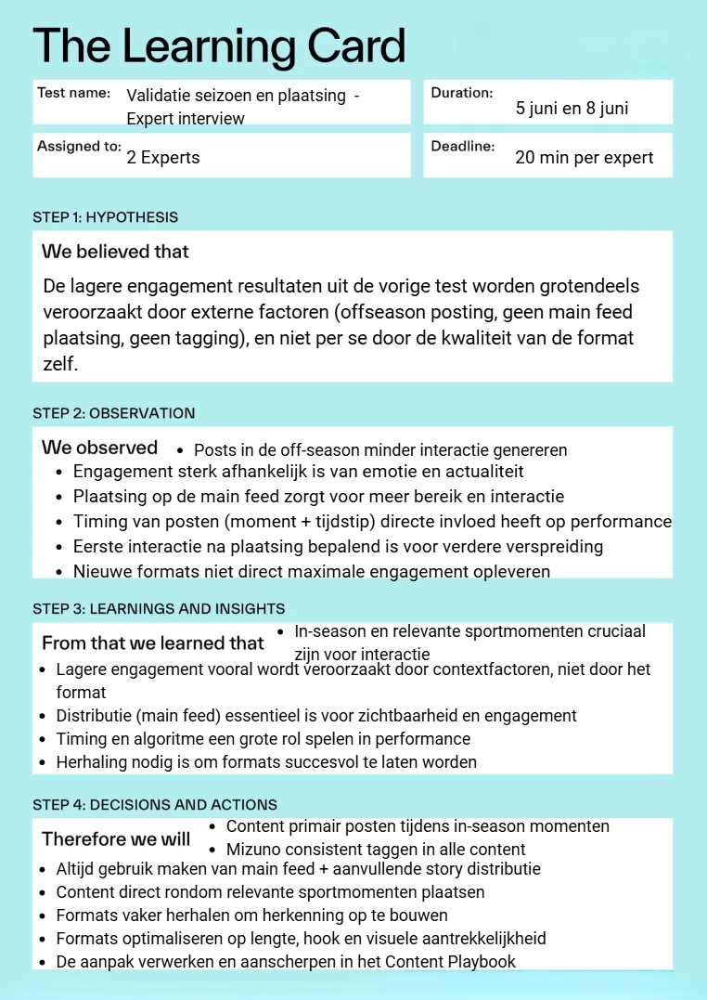 The Learning Card
Test name:
Validatie seizoen en plaatsing -
Expert interview
Duration:
5 juni en 8 juni
Assigned to:
2 Experts
Deadline:
20 min per expert
STEP 1: HYPOTHESIS
We believed that
De lagere engagement resultaten uit de vorige test worden grotendeels
veroorzaakt door externe factoren (offseason posting, geen main feed
plaatsing, geen tagging), en niet per se door de kwaliteit van de format
zelf.
STEP 2: OBSERVATION
We observed
• Posts in de off-season minder interactie genereren
• Engagement sterk afhankelijk is van emotie en actualiteit
• Plaatsing op de main feed zorgt voor meer bereik en interactie
• Timing van posten (moment + tijdstip) directe invloed heeft op performance
• Eerste interactie na plaatsing bepalend is voor verdere verspreiding
• Nieuwe formats niet direct maximale engagement opleveren
STEP 3: LEARNINGS AND INSIGHTS
From that we learned that
• In-season en relevante sportmomenten cruciaal
zijn voor interactie
• Lagere engagement vooral wordt veroorzaakt door contextfactoren, niet door het
format
• Distributie (main feed) essentieel is voor zichtbaarheid en engagement
• Timing en algoritme een grote rol spelen in performance
• Herhaling nodig is om formats succesvol te laten worden
STEP 4: DECISIONS AND ACTIONS
Therefore we will
• Content primair posten tijdens in-season momenten
• Mizuno consistent taggen in alle content
• Altijd gebruik maken van main feed + aanvullende story distributie
• Content direct rondom relevante sportmomenten plaatsen
• Formats vaker herhalen om herkenning op te bouwen
• Formats optimaliseren op lengte, hook en visuele aantrekkelijkheid
• De aanpak verwerken en aanscherpen in het Content Playbook